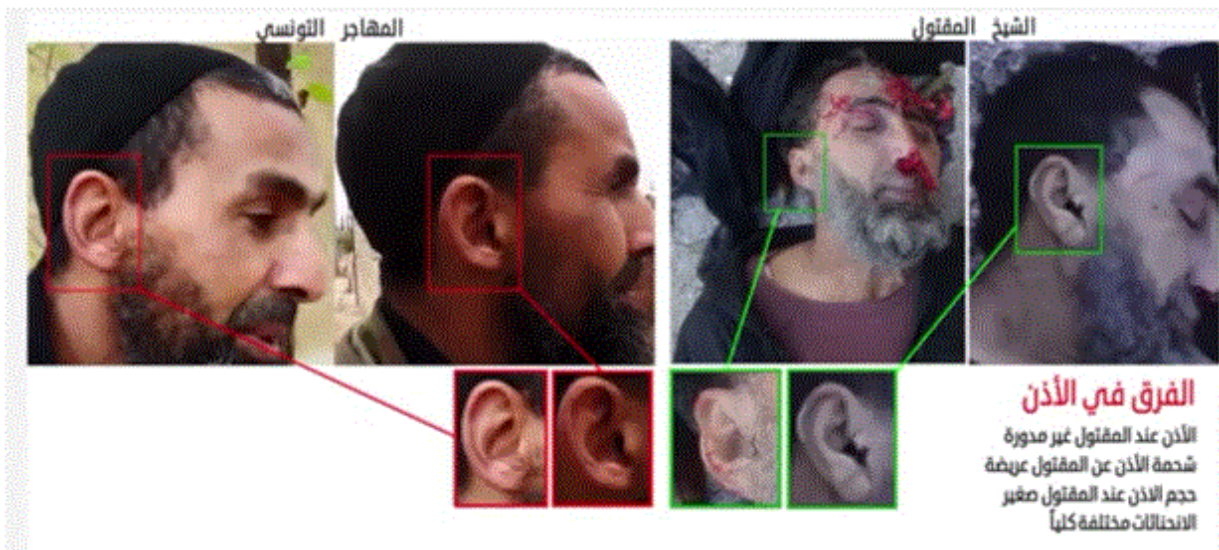 الشيخ المقتول
المهاجر التونسي
الفرق في الأذن
الأذن عند المقتول غير مدورة
شحمة الأذن عن المقتول عريضة
حجم الاذن عند المقتول صغير
الانحناثات مختلفة كلياً